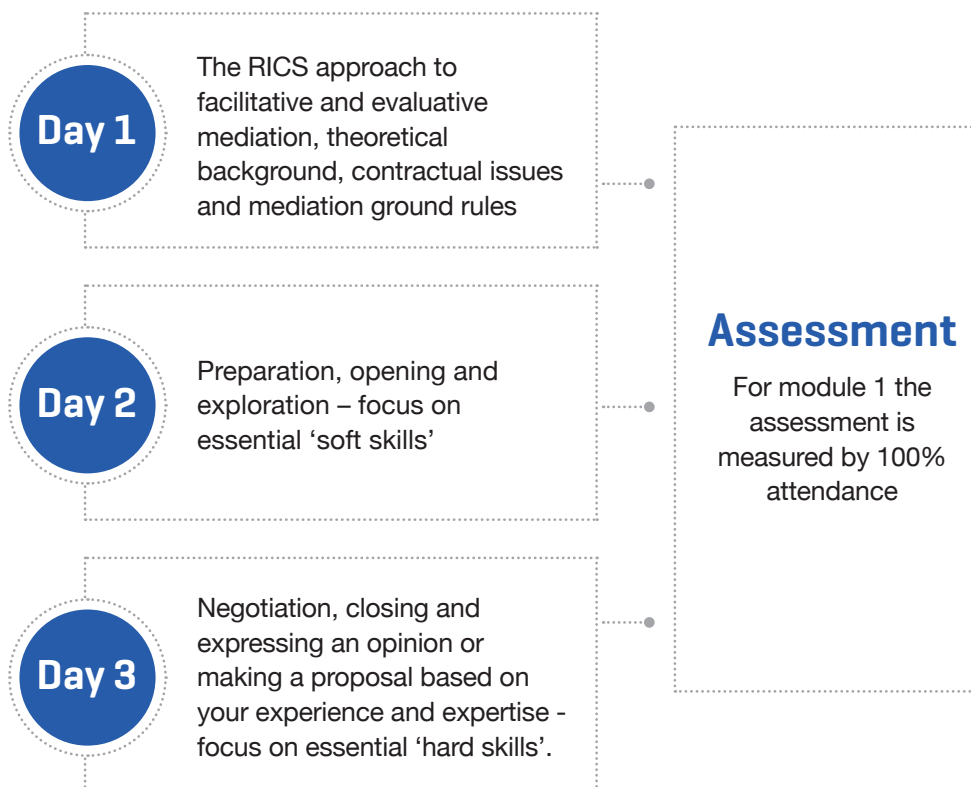 Day 1
The RICS approach to
facilitative and evaluative
mediation, theoretical
background, contractual issues
and mediation ground rules
Day 2
Preparation, opening and
exploration – focus on
essential ‘soft skills’
Day 3
Negotiation, closing and
expressing an opinion or
making a proposal based on
your experience and expertise -
focus on essential ‘hard skills’.
Assessment
For module 1 the
assessment is
measured by 100%
attendance